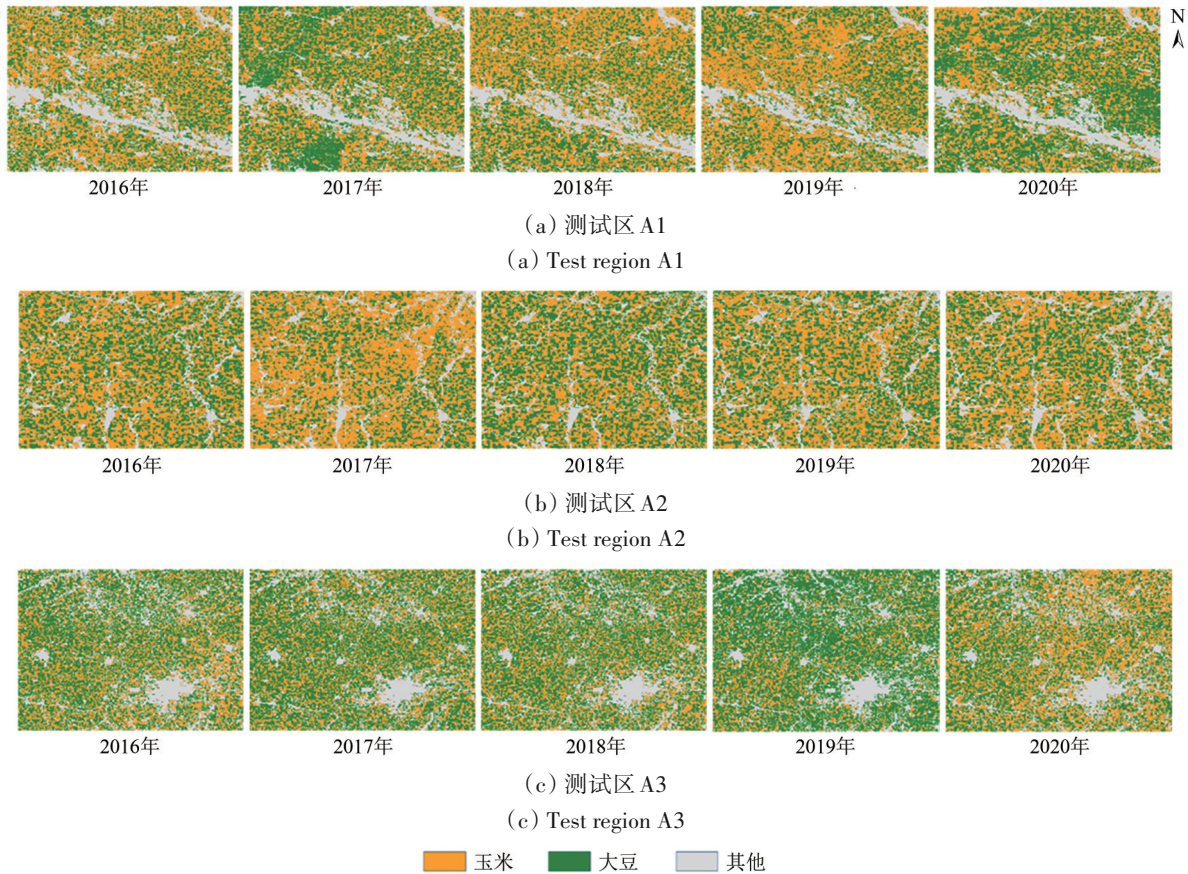 N
2016年 2017年 2018年 2019年 2020年
(a) 测试区 A1
(a) Test region A1
2016年 2017年 2018年 2019年 2020年
(b) 测试区 A2
(b) Test region A2
2016年 2017年 2018年 2019年 2020年
(c) 测试区 A3
(c) Test region A3
玉米 大豆 其他